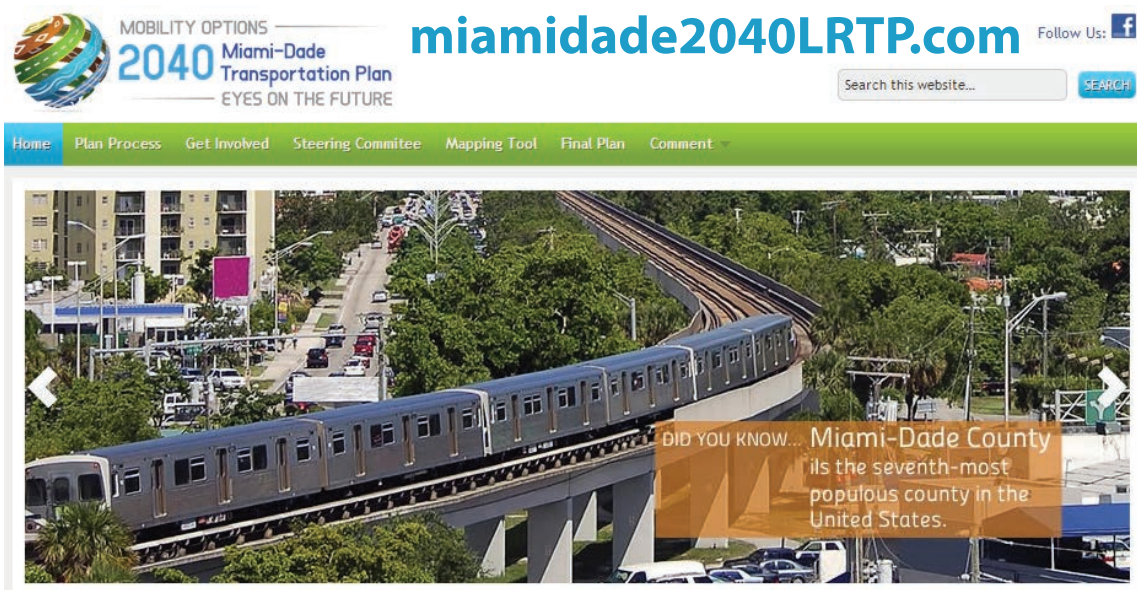 MOBILITY OPTIONS
2040 Miami-Dade
Transportation Plan
EYES ON THE FUTURE
miamidade2040LRTP.com
Follow Us: f
Search this website...
SEARCH
Home Plan Process Get Involved Steering Commitee Mapping Tool Final Plan Comment
DID YOU KNOW... Miami-Dade County
iIs the seventh-most
populous county in the
United States.